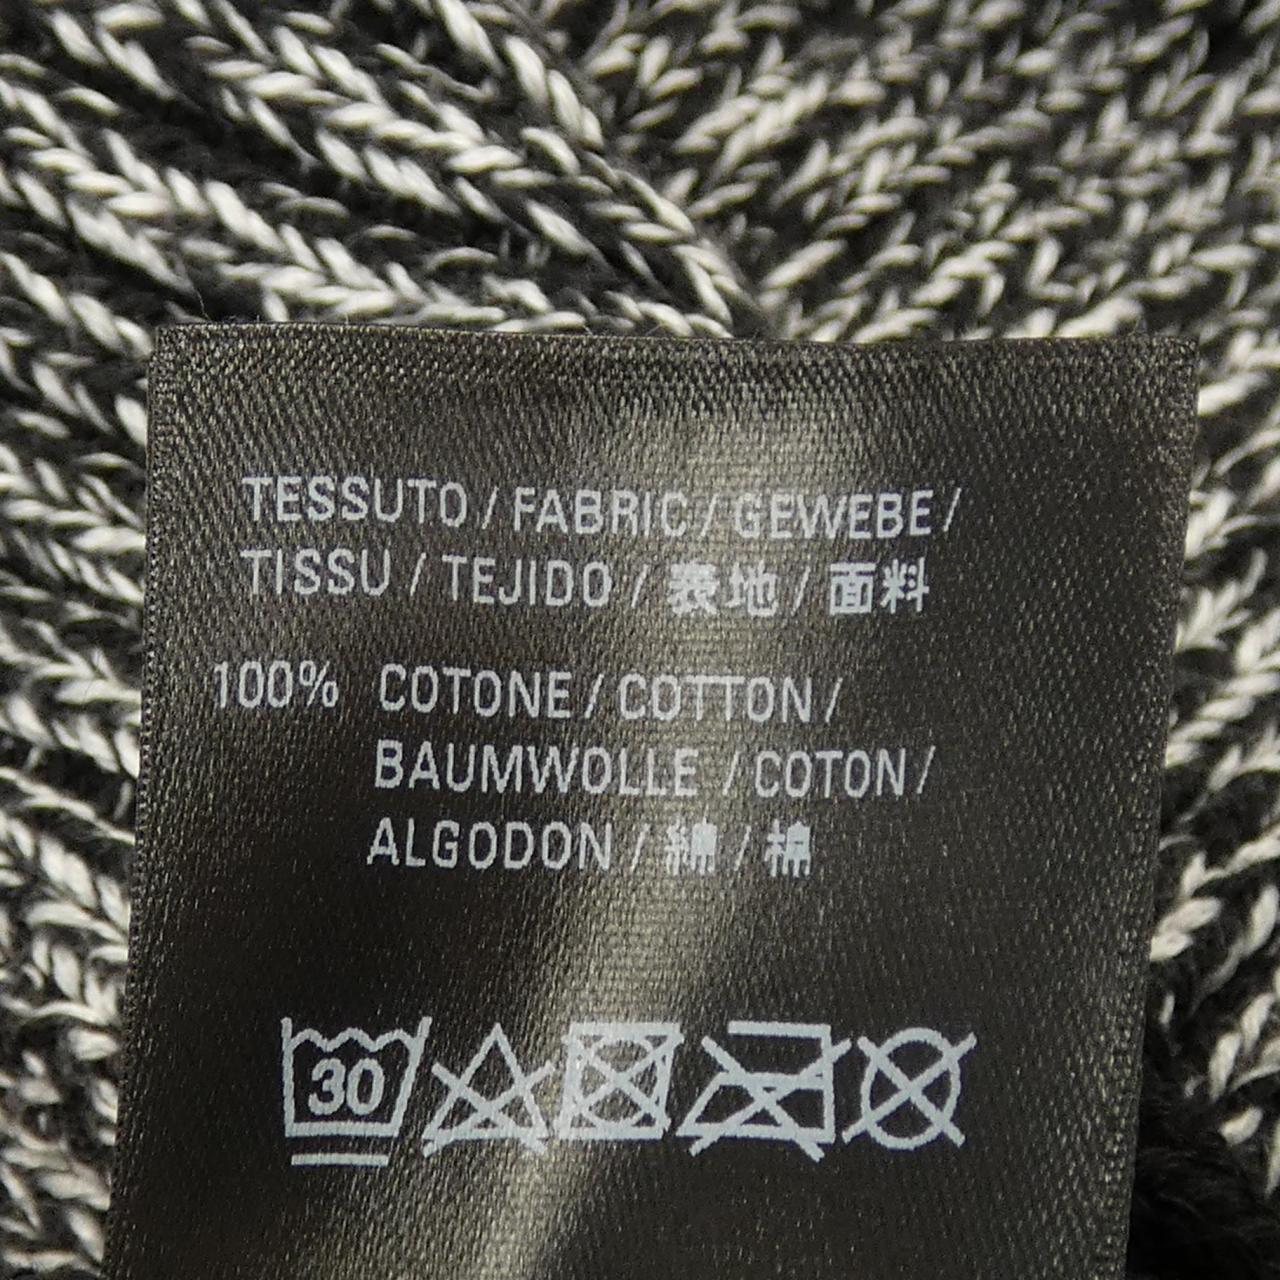 TESSUTO / FABRIC / GEWEBE /
TISSU / TEJIDO / 表地 / 面料
100% COTONE / COTTON /
BAUMWOLLE / COTON /
ALGODON / 綿 / 棉
30